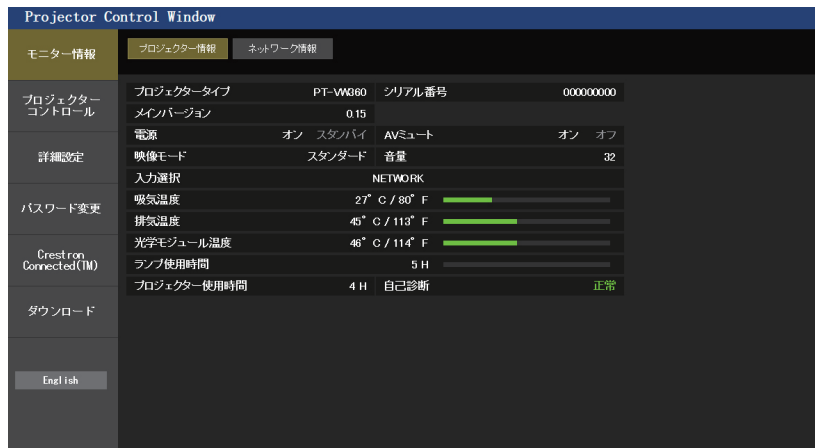 Projector Control Window
モニター情報
プロジェクター情報 ネットワーク情報
プロジェクター
コントロール
詳細設定
パスワード変更
Crestron
Connected(TM)
ダウンロード
English
プロジェクタータイプ PT-VW360 シリアル番号 000000000
メインバージョン 0.15
電源 オン スタンバイ AVミュート オン オフ
映像モード スタンダード 音量 32
入力選択 NETWORK
吸気温度 27° C / 80° F
排気温度 45° C / 113° F
光学モジュール温度 46° C / 114° F
ランプ使用時間 5 H
プロジェクター使用時間 4 H 自己診断 正常